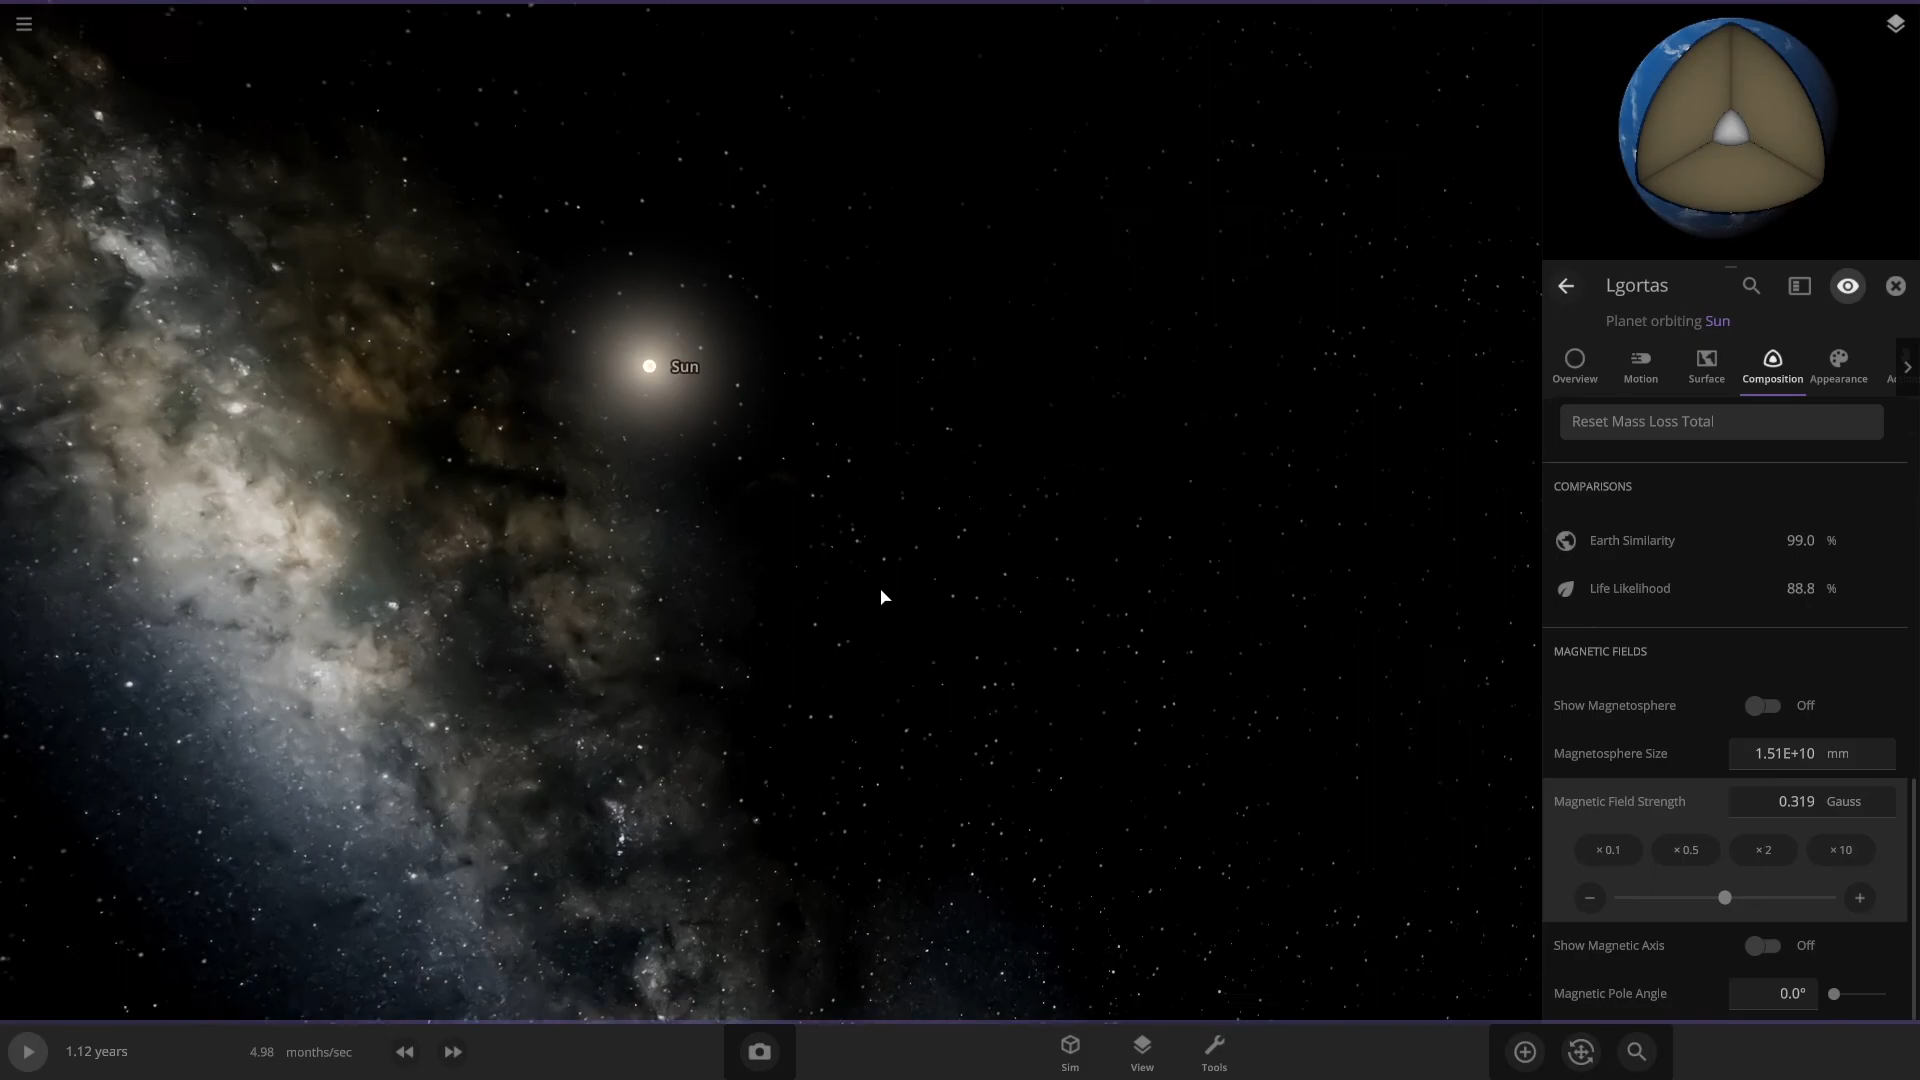 Sun
Lgortas
Planet orbiting Sun
Overview Motion Surface Composition Appearance
Reset Mass Loss Total
COMPARISONS
Earth Similarity 99.0 %
Life Likelihood 88.8 %
MAGNETIC FIELDS
Show Magnetosphere Off
Magnetosphere Size 1.51E+10 mm
Magnetic Field Strength 0.319 Gauss
× 0.1 × 0.5 × 2 × 10
Show Magnetic Axis Off
Magnetic Pole Angle 0.0°
1.12 years 4.98 months/sec
Sim View Tools